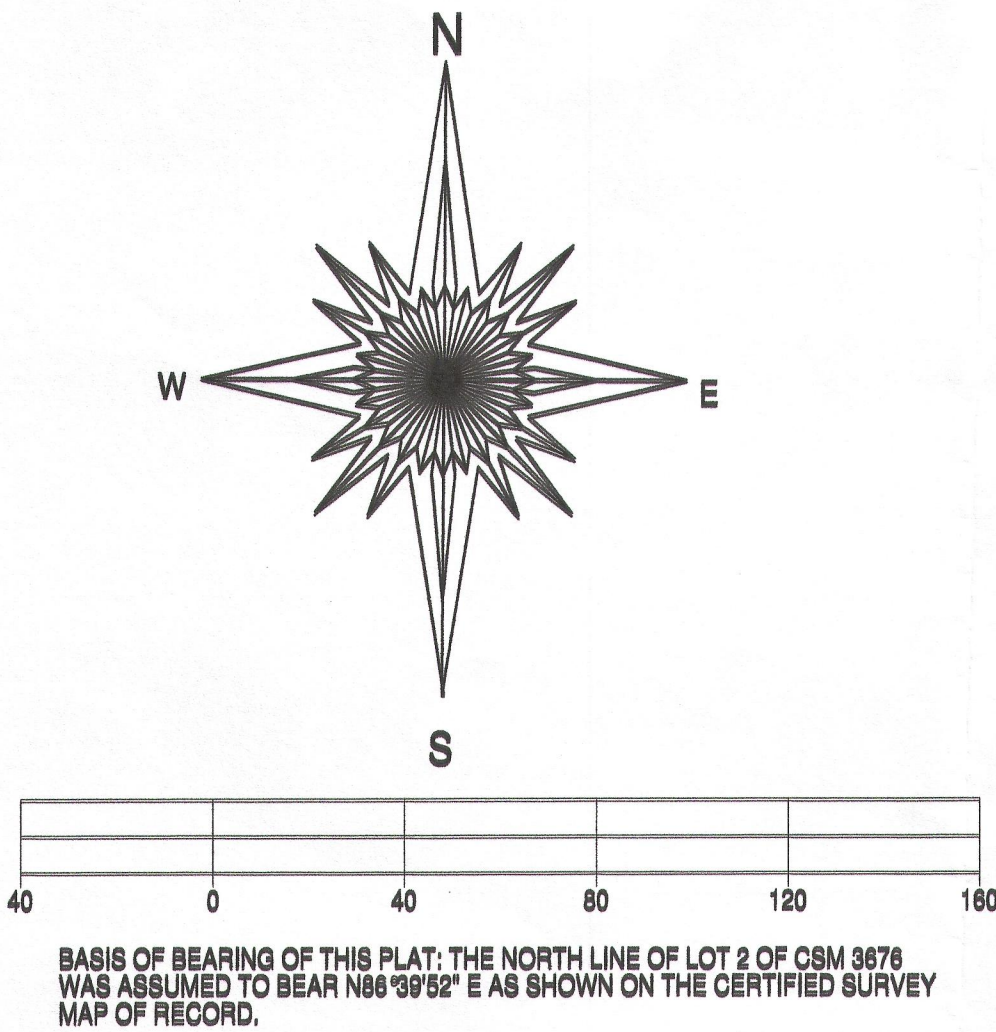 N
W
E
S
40 0 40 80 120 160
BASIS OF BEARING OF THIS PLAT: THE NORTH LINE OF LOT 2 OF CSM 3676
WAS ASSUMED TO BEAR N86°39'52" E AS SHOWN ON THE CERTIFIED SURVEY
MAP OF RECORD.